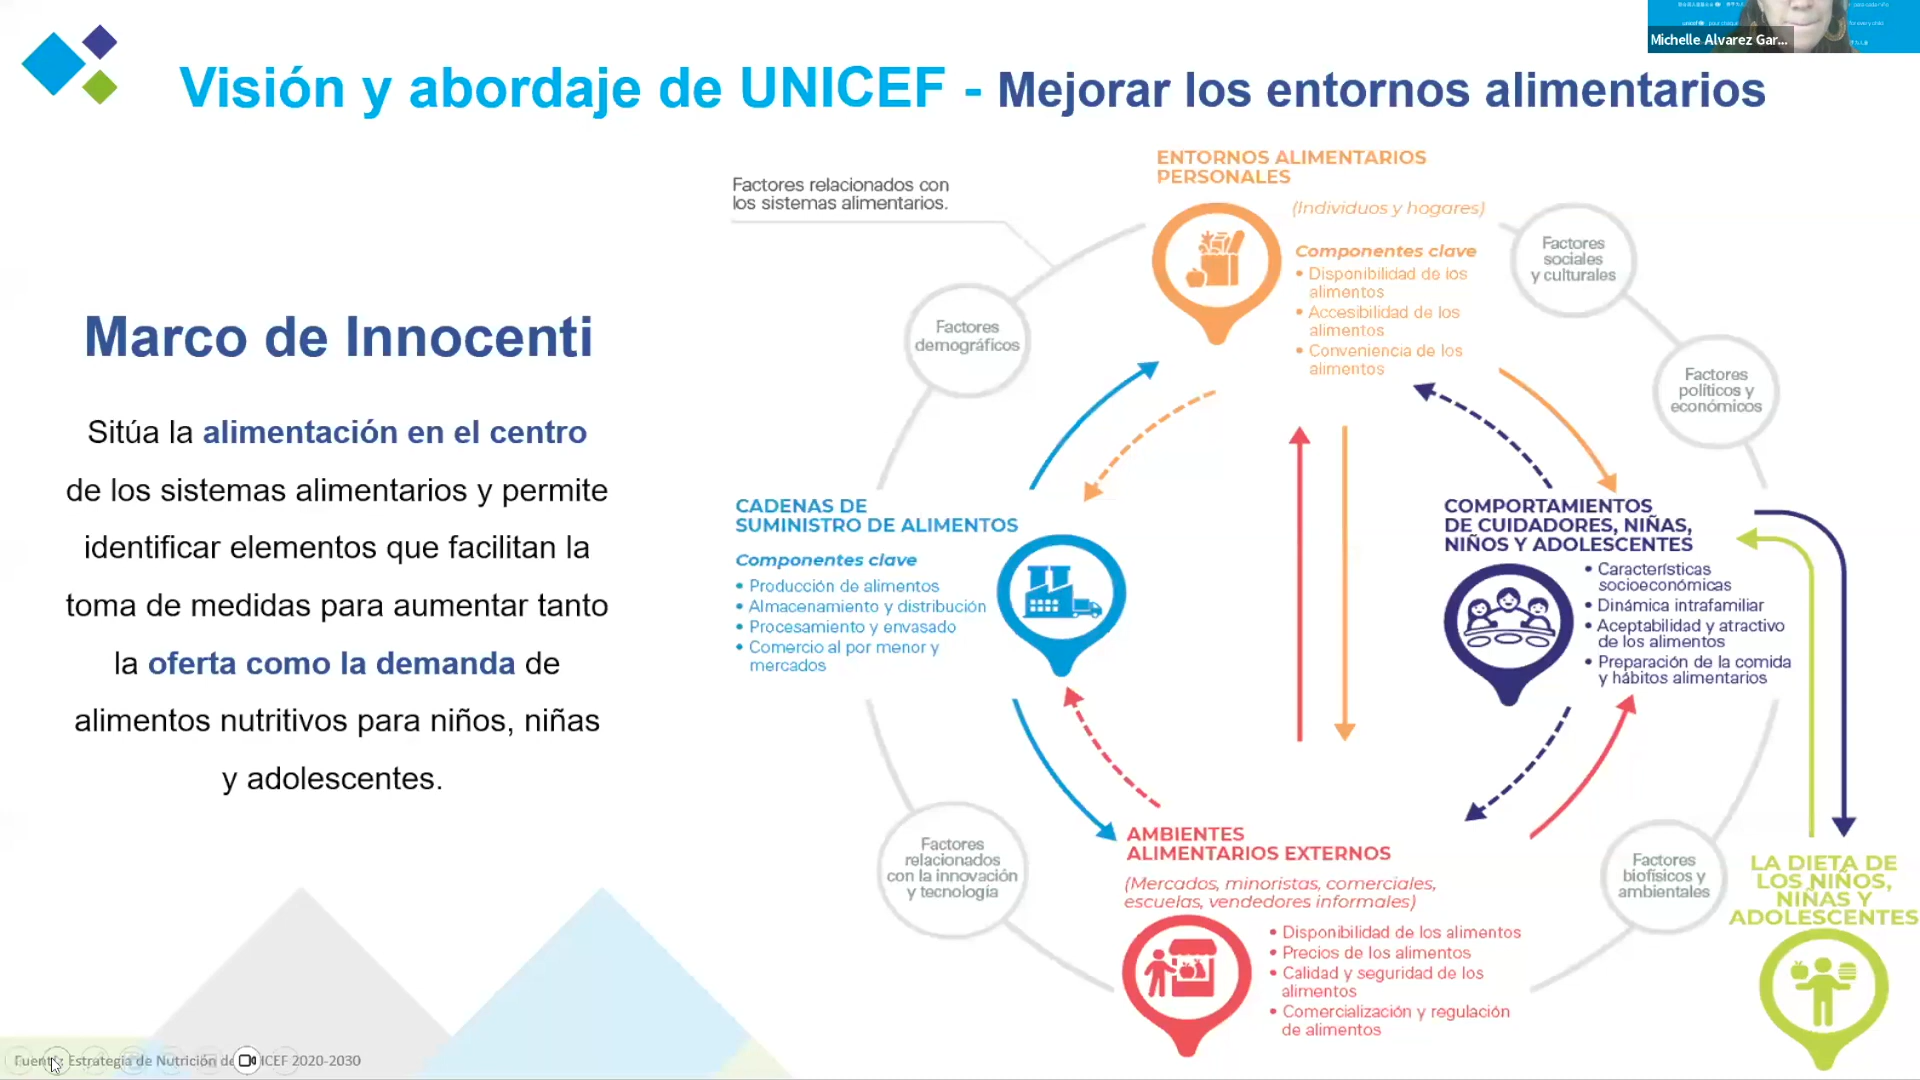 Michelle Alvarez Gar...
Visión y abordaje de UNICEF - Mejorar los entornos alimentarios
Marco de Innocenti
Sitúa la alimentación en el centro
de los sistemas alimentarios y permite
identificar elementos que facilitan la
toma de medidas para aumentar tanto
la oferta como la demanda de
alimentos nutritivos para niños, niñas
y adolescentes.
Factores relacionados con
los sistemas alimentarios.
ENTORNOS ALIMENTARIOS
PERSONALES
(Individuos y hogares)
Componentes clave
• Disponibilidad de los
alimentos
• Accesibilidad de los
alimentos
• Conveniencia de los
alimentos
Factores
sociales
y culturales
Factores
demográficos
Factores
políticos y
económicos
CADENAS DE
SUMINISTRO DE ALIMENTOS
Componentes clave
• Producción de alimentos
• Almacenamiento y distribución
• Procesamiento y envasado
• Comercio al por menor y
mercados
COMPORTAMIENTOS
DE CUIDADORES, NIÑAS,
NIÑOS Y ADOLESCENTES
• Características
socioeconómicas
• Dinámica intrafamiliar
• Aceptabilidad y atractivo
de los alimentos
• Preparación de la comida
y hábitos alimentarios
Factores
relacionados
con la innovación
y tecnología
AMBIENTES
ALIMENTARIOS EXTERNOS
(Mercados, minoristas, comerciales,
escuelas, vendedores informales)
• Disponibilidad de los alimentos
• Precios de los alimentos
• Calidad y seguridad de los
alimentos
• Comercialización y regulación
de alimentos
Factores
biofísicos y
ambientales
LA DIETA DE
LOS NIÑOS,
NIÑAS Y
ADOLESCENTES
Estrategia de Nutrición de UNICEF 2020-2030